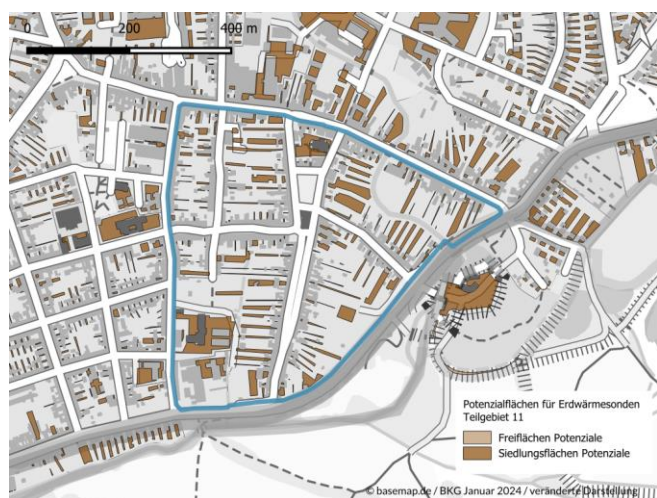 0 200 400 m
Potenzialflächen für Erdwärmesonden
Teilgebiet 11
Freiflächen Potenziale
Siedlungsflächen Potenziale
© basemap.de / BKG Januar 2024 / veränderte Darstellung